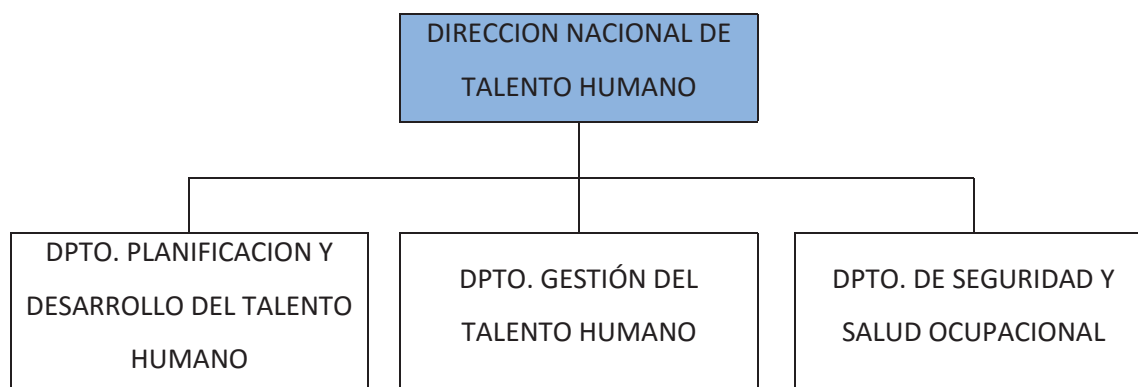 DIRECCION NACIONAL DE
TALENTO HUMANO
DPTO. PLANIFICACION Y
DESARROLLO DEL TALENTO
HUMANO
DPTO. GESTIÓN DEL
TALENTO HUMANO
DPTO. DE SEGURIDAD Y
SALUD OCUPACIONAL